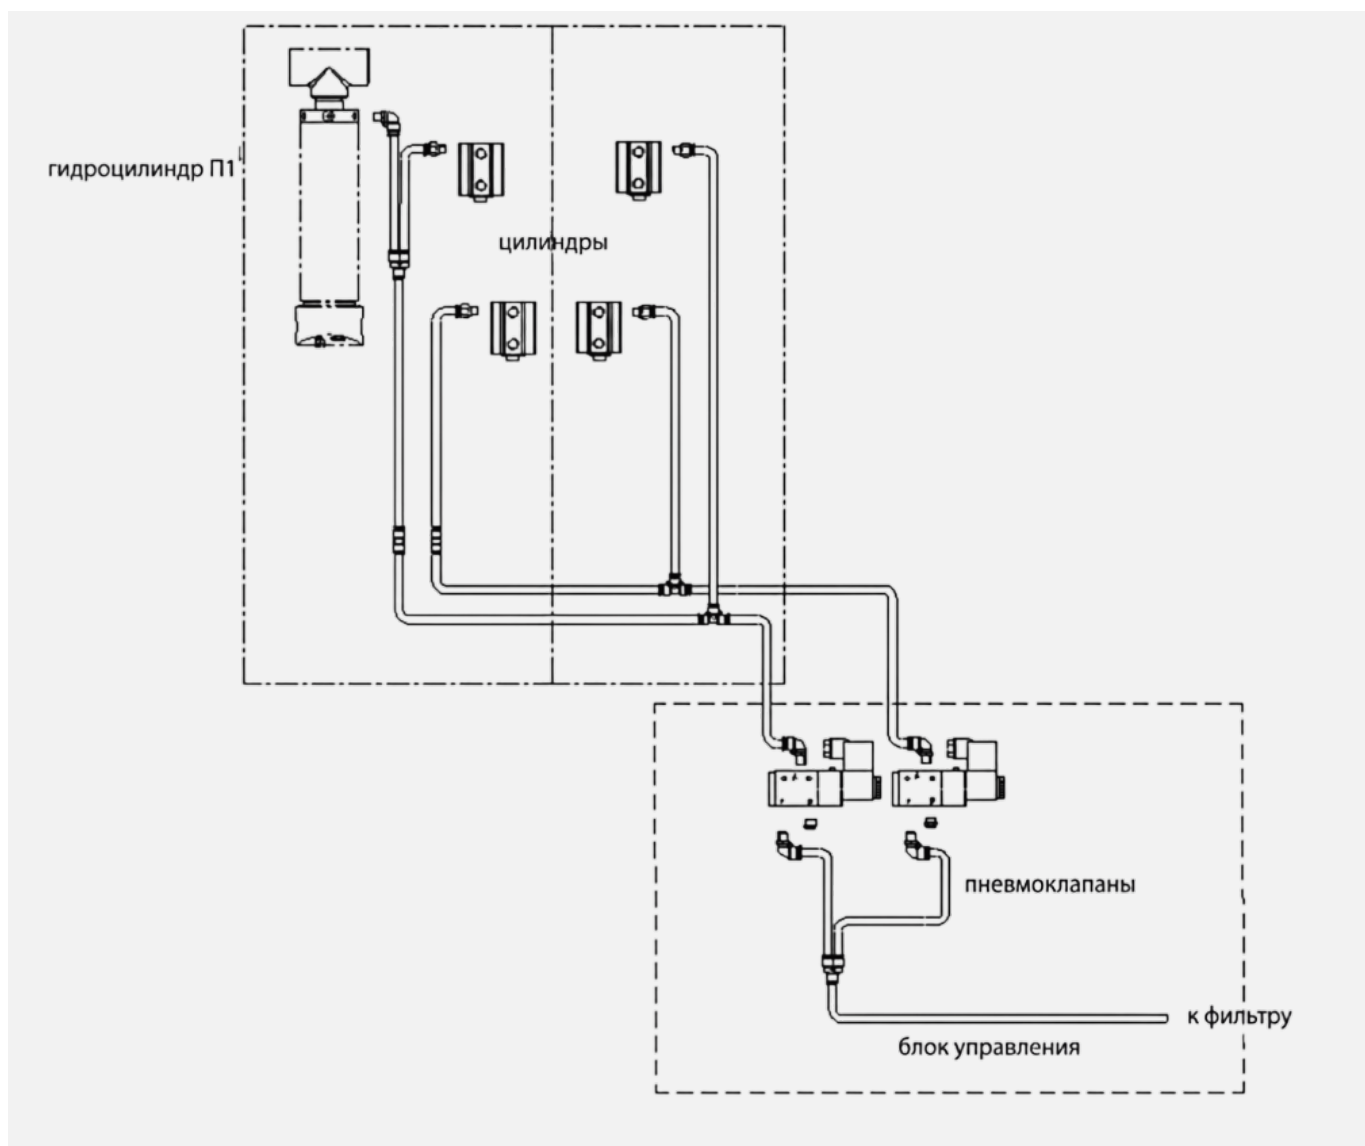 гидроцилиндр П1
цилиндры
пневмоклапаны
к фильтру
блок управления